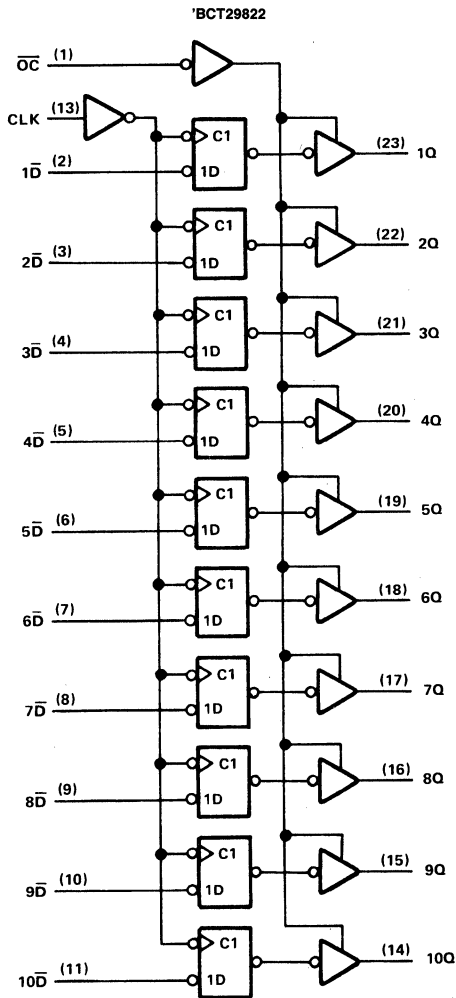 'BCT29822
O̅C̅ (1)
CLK (13)
C1
1D̅ (2) 1D (23) 1Q
C1
2D̅ (3) 1D (22) 2Q
C1
3D̅ (4) 1D (21) 3Q
C1
4D̅ (5) 1D (20) 4Q
C1
5D̅ (6) 1D (19) 5Q
C1
6D̅ (7) 1D (18) 6Q
C1
7D̅ (8) 1D (17) 7Q
C1
8D̅ (9) 1D (16) 8Q
C1
9D̅ (10) 1D (15) 9Q
C1
10D̅ (11) 1D (14) 10Q